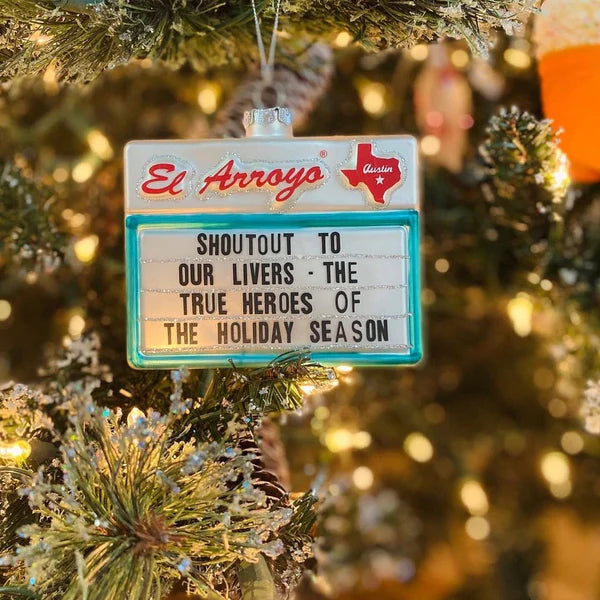 El Arroyo®
Austin
SHOUTOUT TO
OUR LIVERS - THE
TRUE HEROES OF
THE HOLIDAY SEASON